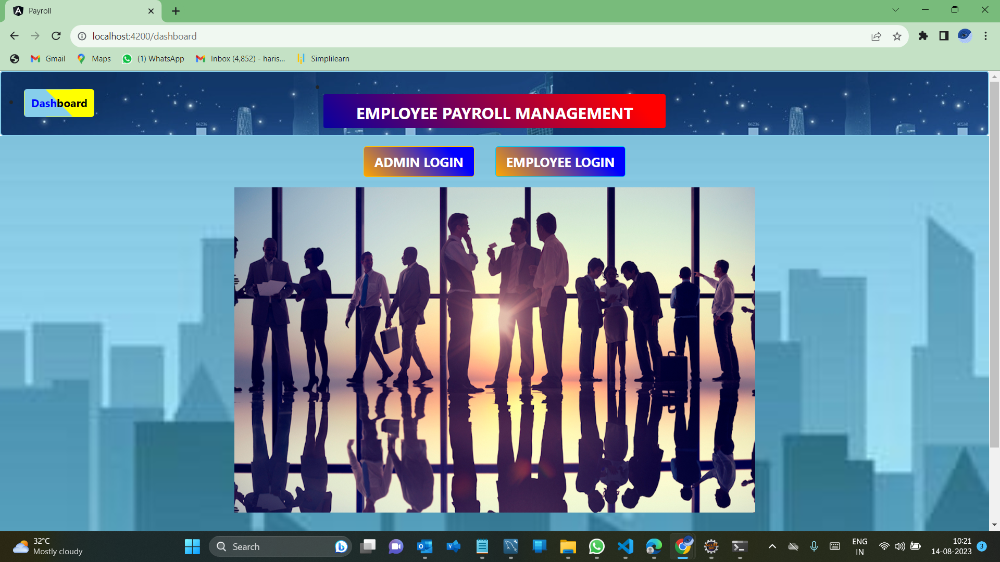 Payroll
localhost:4200/dashboard
Gmail
Maps
(1) WhatsApp
Inbox (4,852) - haris...
Simplilearn
Dashboard
EMPLOYEE PAYROLL MANAGEMENT
ADMIN LOGIN
EMPLOYEE LOGIN
32°C
Mostly cloudy
Search
ENG
IN
10:21
14-08-2023
3